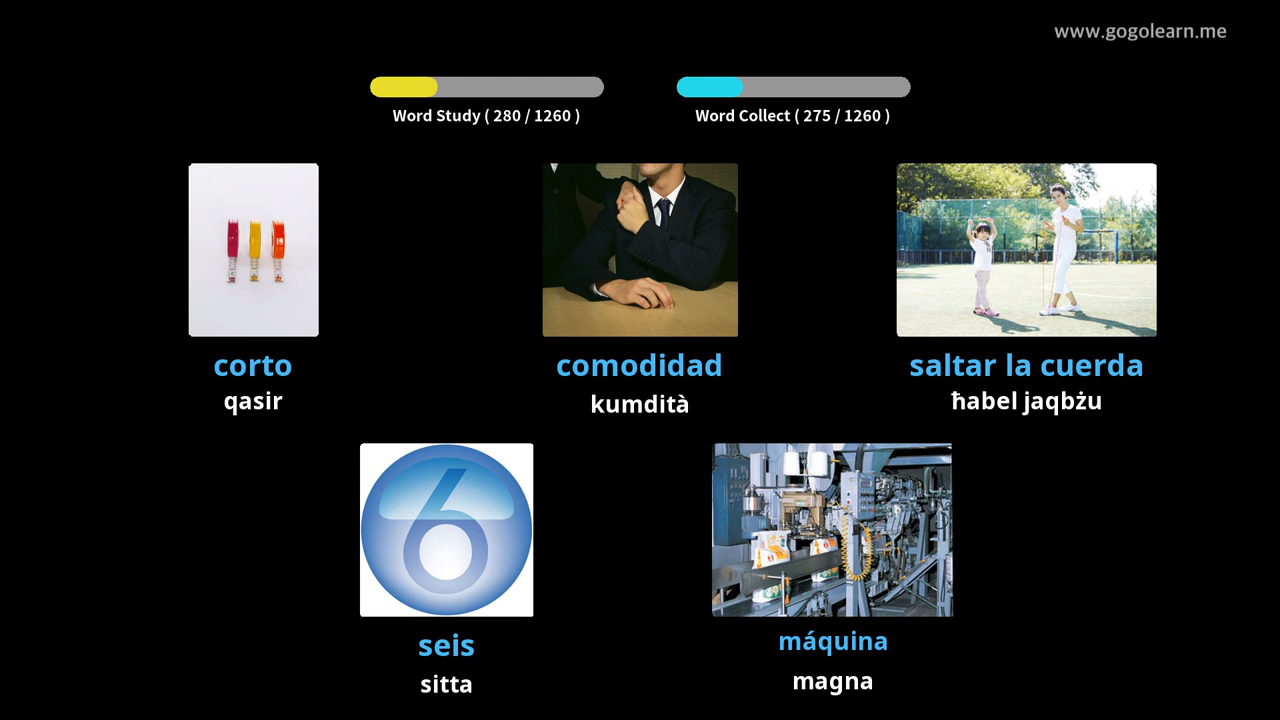 www.gogolearn.me
Word Study ( 280 / 1260 )
Word Collect ( 275 / 1260 )
corto
qasir
comodidad
kumdità
saltar la cuerda
ħabel jaqbżu
6
seis
sitta
máquina
magna